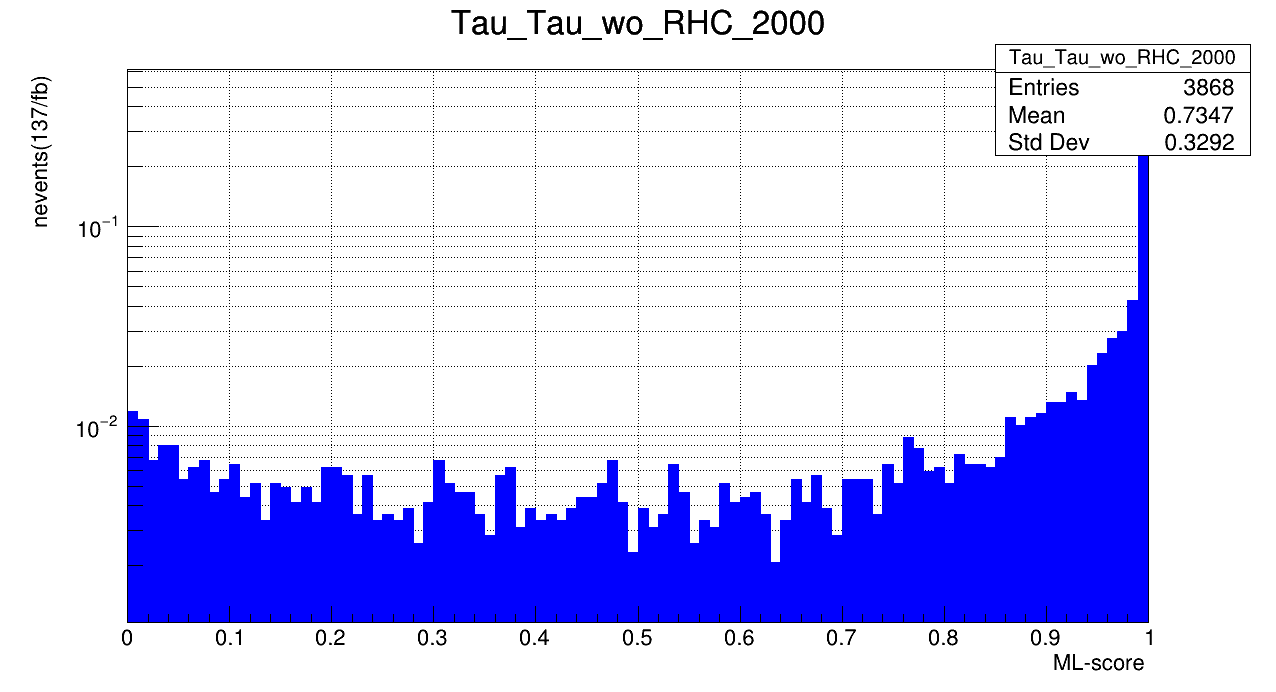 Tau_Tau_wo_RHC_2000
Tau_Tau_wo_RHC_2000
Entries 3868
Mean 0.7347
Std Dev 0.3292
nevents(137/fb)
10−1
10−2
0 0.1 0.2 0.3 0.4 0.5 0.6 0.7 0.8 0.9 1
ML-score